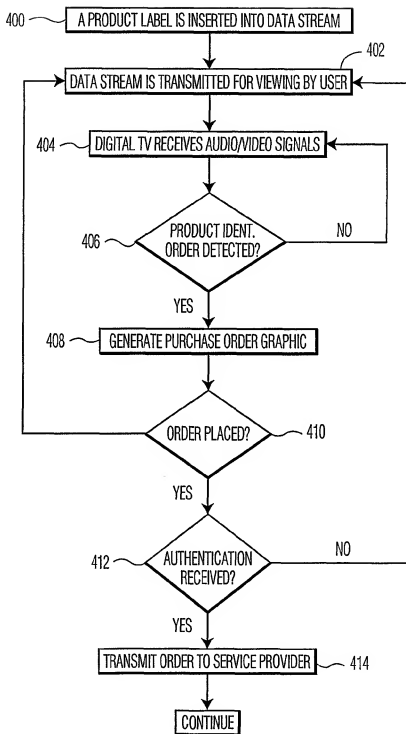 400
A PRODUCT LABEL IS INSERTED INTO DATA STREAM
402
DATA STREAM IS TRANSMITTED FOR VIEWING BY USER
404
DIGITAL TV RECEIVES AUDIO/VIDEO SIGNALS
406
PRODUCT IDENT.
ORDER DETECTED?
NO
YES
408
GENERATE PURCHASE ORDER GRAPHIC
ORDER PLACED?
410
YES
412
AUTHENTICATION
RECEIVED?
NO
YES
TRANSMIT ORDER TO SERVICE PROVIDER
414
CONTINUE